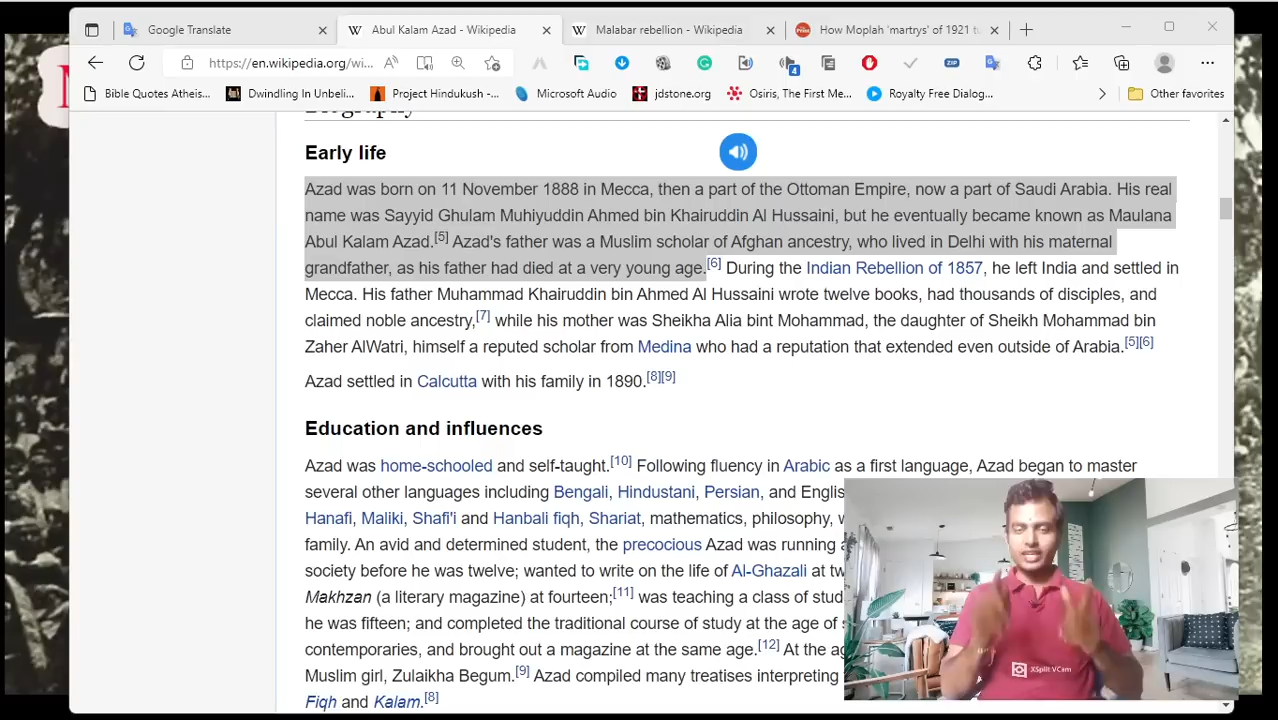 Google Translate
Abul Kalam Azad - Wikipedia
Malabar rebellion - Wikipedia
How Moplah 'martrys' of 1921 t
https://en.wikipedia.org/wi...
4
ZIP
Bible Quotes Atheis...
Dwindling In Unbeli...
Project Hindukush -...
Microsoft Audio
jdstone.org
Osiris, The First Me...
Royalty Free Dialog...
Other favorites
Biography
Early life
Azad was born on 11 November 1888 in Mecca, then a part of the Ottoman Empire, now a part of Saudi Arabia. His real
name was Sayyid Ghulam Muhiyuddin Ahmed bin Khairuddin Al Hussaini, but he eventually became known as Maulana
Abul Kalam Azad.[5] Azad's father was a Muslim scholar of Afghan ancestry, who lived in Delhi with his maternal
grandfather, as his father had died at a very young age.[6] During the Indian Rebellion of 1857, he left India and settled in
Mecca. His father Muhammad Khairuddin bin Ahmed Al Hussaini wrote twelve books, had thousands of disciples, and
claimed noble ancestry,[7] while his mother was Sheikha Alia bint Mohammad, the daughter of Sheikh Mohammad bin
Zaher AlWatri, himself a reputed scholar from Medina who had a reputation that extended even outside of Arabia.[5][6]
Azad settled in Calcutta with his family in 1890.[8][9]
Education and influences
Azad was home-schooled and self-taught.[10] Following fluency in Arabic as a first language, Azad began to master
several other languages including Bengali, Hindustani, Persian, and Englis
Hanafi, Maliki, Shafi'i and Hanbali fiqh, Shariat, mathematics, philosophy, w
family. An avid and determined student, the precocious Azad was running a
society before he was twelve; wanted to write on the life of Al-Ghazali at tw
Makhzan (a literary magazine) at fourteen;[11] was teaching a class of stud
he was fifteen; and completed the traditional course of study at the age of s
contemporaries, and brought out a magazine at the same age.[12] At the ag
Muslim girl, Zulaikha Begum.[9] Azad compiled many treatises interpreting
Fiqh and Kalam.[8]
XSplit VCam